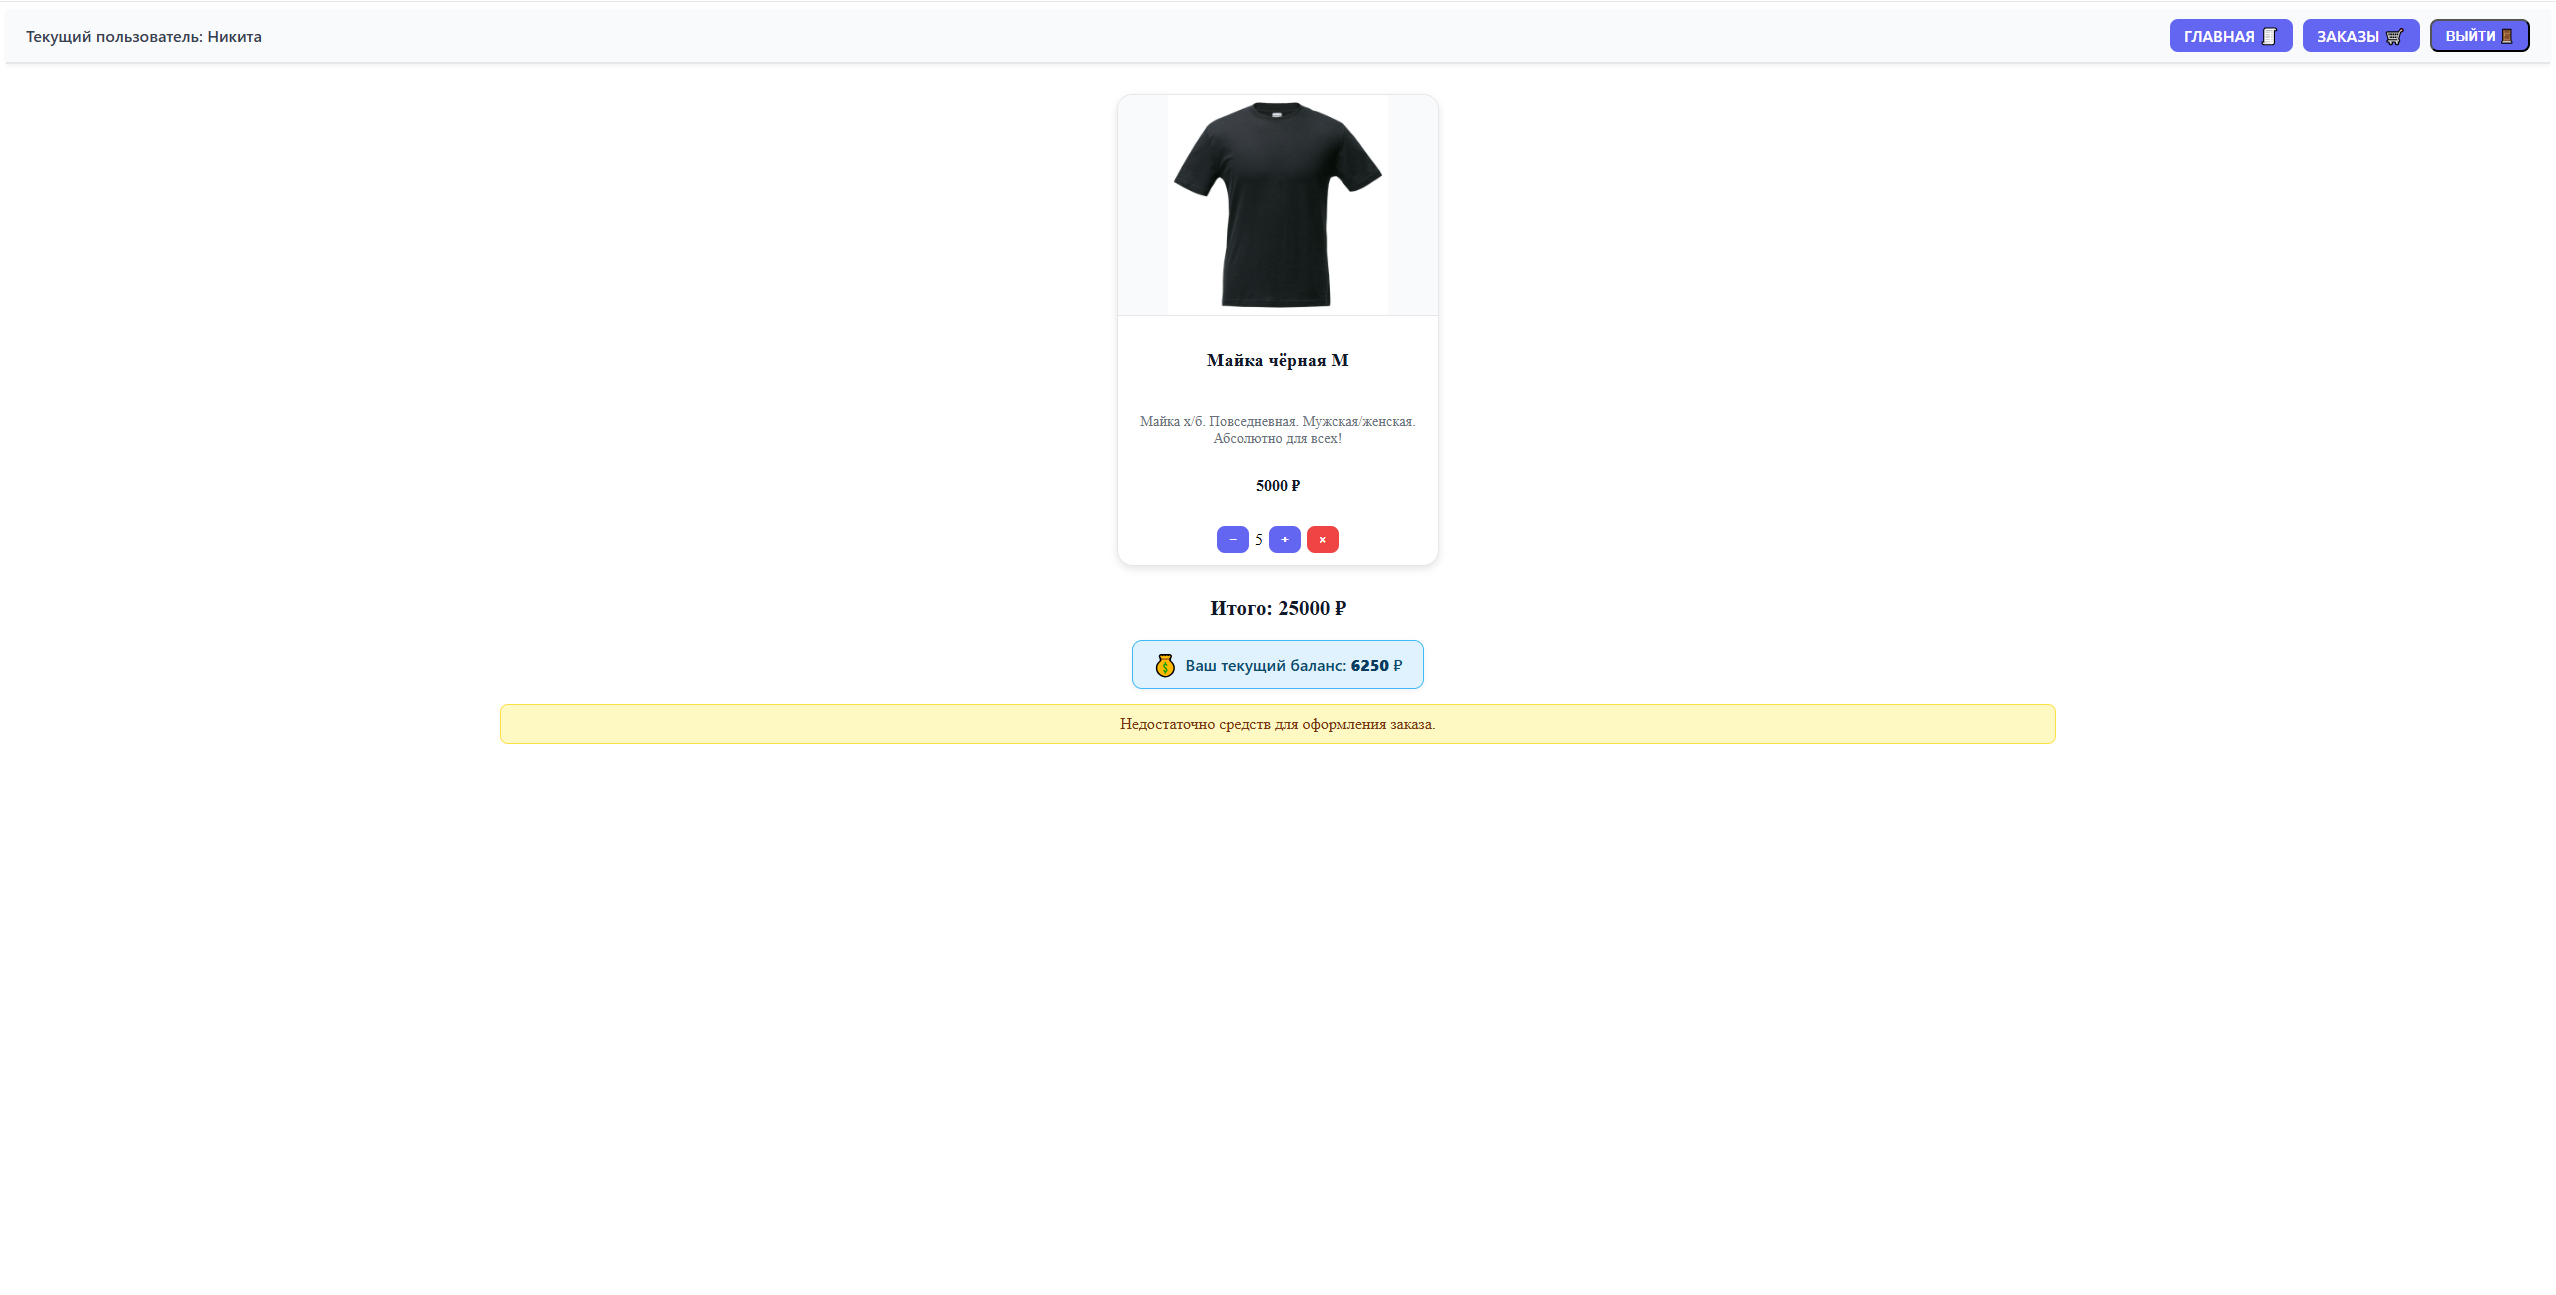 Текущий пользователь: Никита
ГЛАВНАЯ
ЗАКАЗЫ
ВЫЙТИ
Майка чёрная М
Майка х/б. Повседневная. Мужская/женская.
Абсолютно для всех!
5000 ₽
− 5 + ×
Итого: 25000 ₽
Ваш текущий баланс: 6250 ₽
Недостаточно средств для оформления заказа.